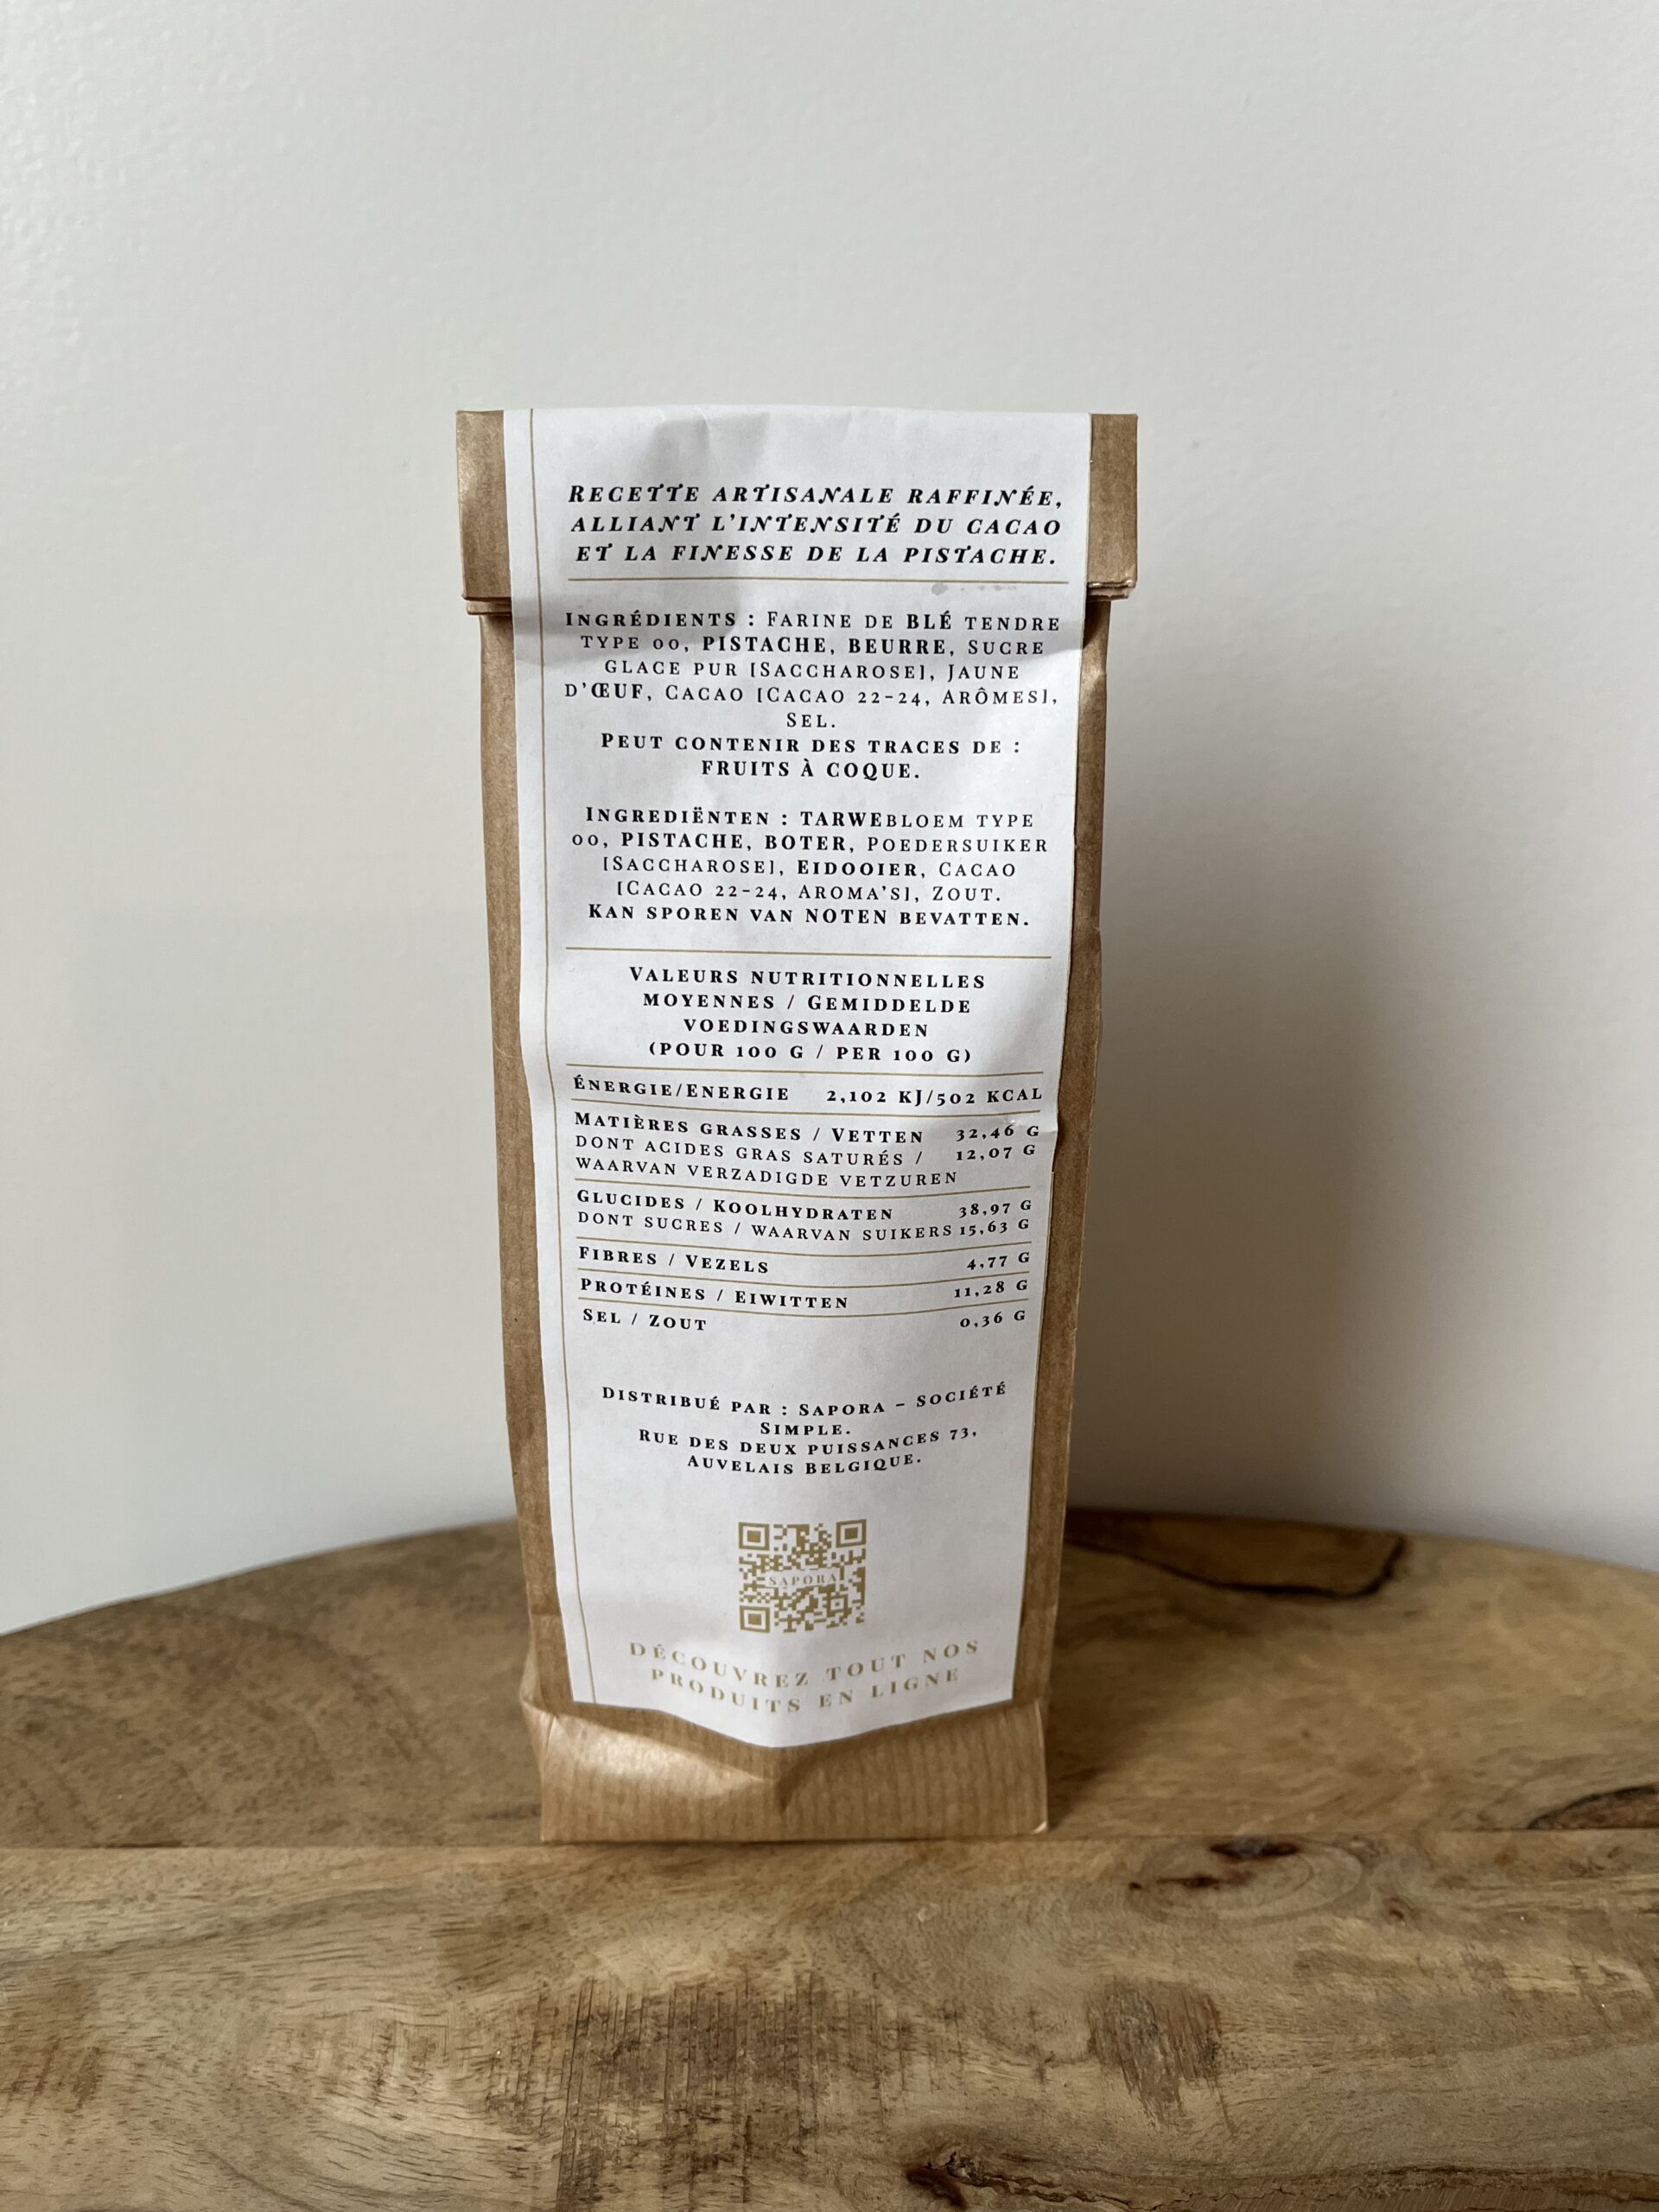 Recette artisanale raffinée,
alliant l'intensité du cacao
et la finesse de la pistache.
Ingrédients : Farine de BLÉ tendre
type 00, PISTACHE, BEURRE, Sucre
glace pur [Saccharose], Jaune
d'ŒUF, Cacao [Cacao 22-24, Arômes],
Sel.
Peut contenir des traces de :
FRUITS À COQUE.
Ingrediënten : TARWEbloem type
00, PISTACHE, BOTER, Poedersuiker
[Saccharose], Eidooier, Cacao
[Cacao 22-24, Aroma's], Zout.
Kan sporen van NOTEN bevatten.
Valeurs nutritionnelles
moyennes / Gemiddelde
voedingswaarden
(pour 100 g / per 100 g)
Énergie/Energie 2,102 kJ/502 kcal
Matières grasses / Vetten 32,46 g
dont acides gras saturés / 12,07 g
waarvan verzadigde vetzuren
Glucides / Koolhydraten 38,97 g
dont sucres / waarvan suikers 15,63 g
Fibres / Vezels 4,77 g
Protéines / Eiwitten 11,28 g
Sel / Zout 0,36 g
Distribué par : Sapora – Société
Simple.
Rue des deux puissances 73,
Auvelais Belgique.
SAPORA
DÉCOUVREZ TOUT NOS
PRODUITS EN LIGNE